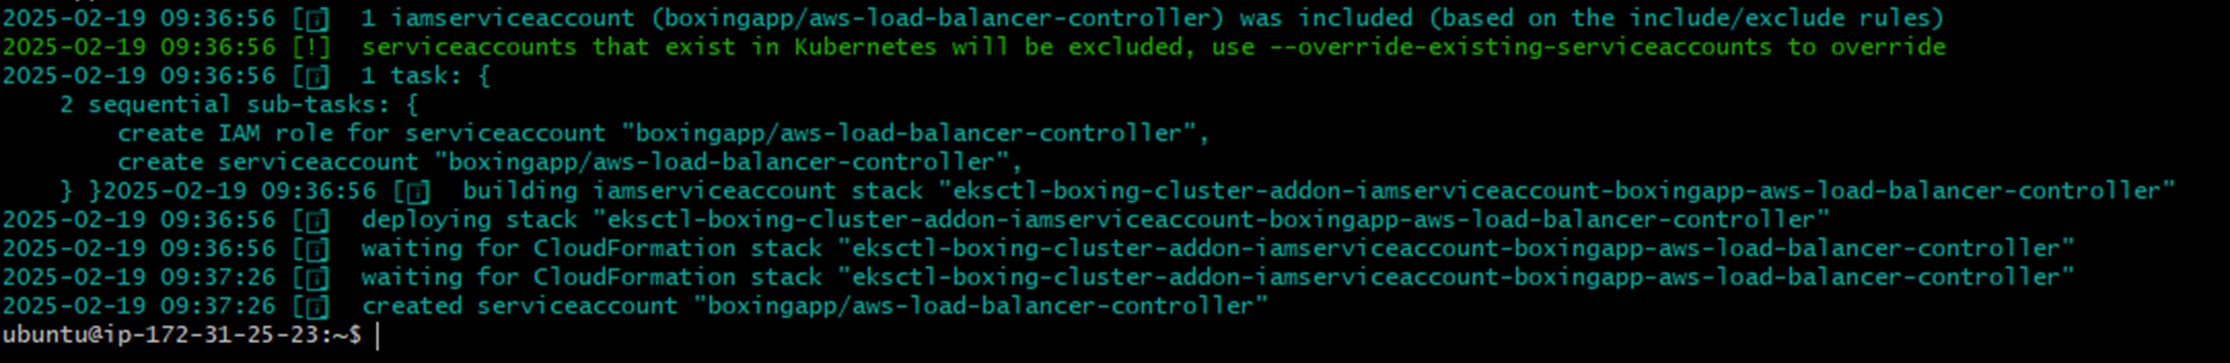 2025-02-19 09:36:56 [ℹ]  1 iamserviceaccount (boxingapp/aws-load-balancer-controller) was included (based on the include/exclude rules)
2025-02-19 09:36:56 [!]  serviceaccounts that exist in Kubernetes will be excluded, use --override-existing-serviceaccounts to override
2025-02-19 09:36:56 [ℹ]  1 task: {
    2 sequential sub-tasks: {
        create IAM role for serviceaccount "boxingapp/aws-load-balancer-controller",
        create serviceaccount "boxingapp/aws-load-balancer-controller",
    } }2025-02-19 09:36:56 [ℹ]  building iamserviceaccount stack "eksctl-boxing-cluster-addon-iamserviceaccount-boxingapp-aws-load-balancer-controller"
2025-02-19 09:36:56 [ℹ]  deploying stack "eksctl-boxing-cluster-addon-iamserviceaccount-boxingapp-aws-load-balancer-controller"
2025-02-19 09:36:56 [ℹ]  waiting for CloudFormation stack "eksctl-boxing-cluster-addon-iamserviceaccount-boxingapp-aws-load-balancer-controller"
2025-02-19 09:37:26 [ℹ]  waiting for CloudFormation stack "eksctl-boxing-cluster-addon-iamserviceaccount-boxingapp-aws-load-balancer-controller"
2025-02-19 09:37:26 [ℹ]  created serviceaccount "boxingapp/aws-load-balancer-controller"
ubuntu@ip-172-31-25-23:~$